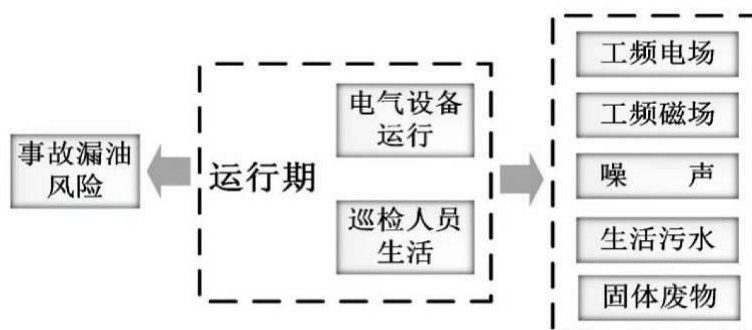 事故漏油
风险
运行期
电气设备
运行
巡检人员
生活
工频电场
工频磁场
噪 声
生活污水
固体废物